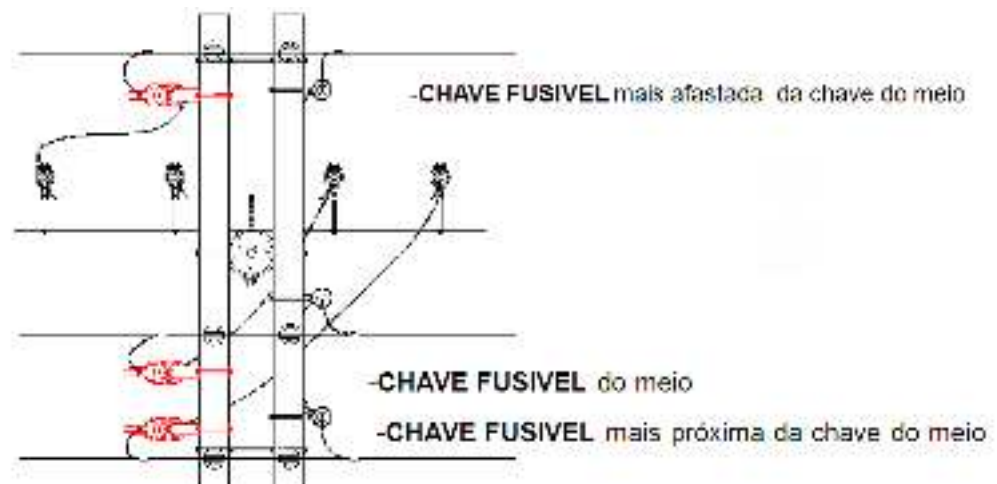 -CHAVE FUSIVEL mais afastada da chave do meio
-CHAVE FUSIVEL do meio
-CHAVE FUSIVEL mais próxima da chave do meio